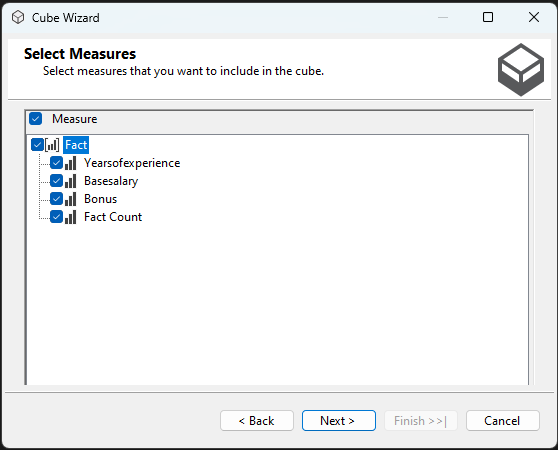 Cube Wizard
Select Measures
Select measures that you want to include in the cube.
Measure
Fact
Yearsofexperience
Basesalary
Bonus
Fact Count
< Back
Next >
Finish >>|
Cancel